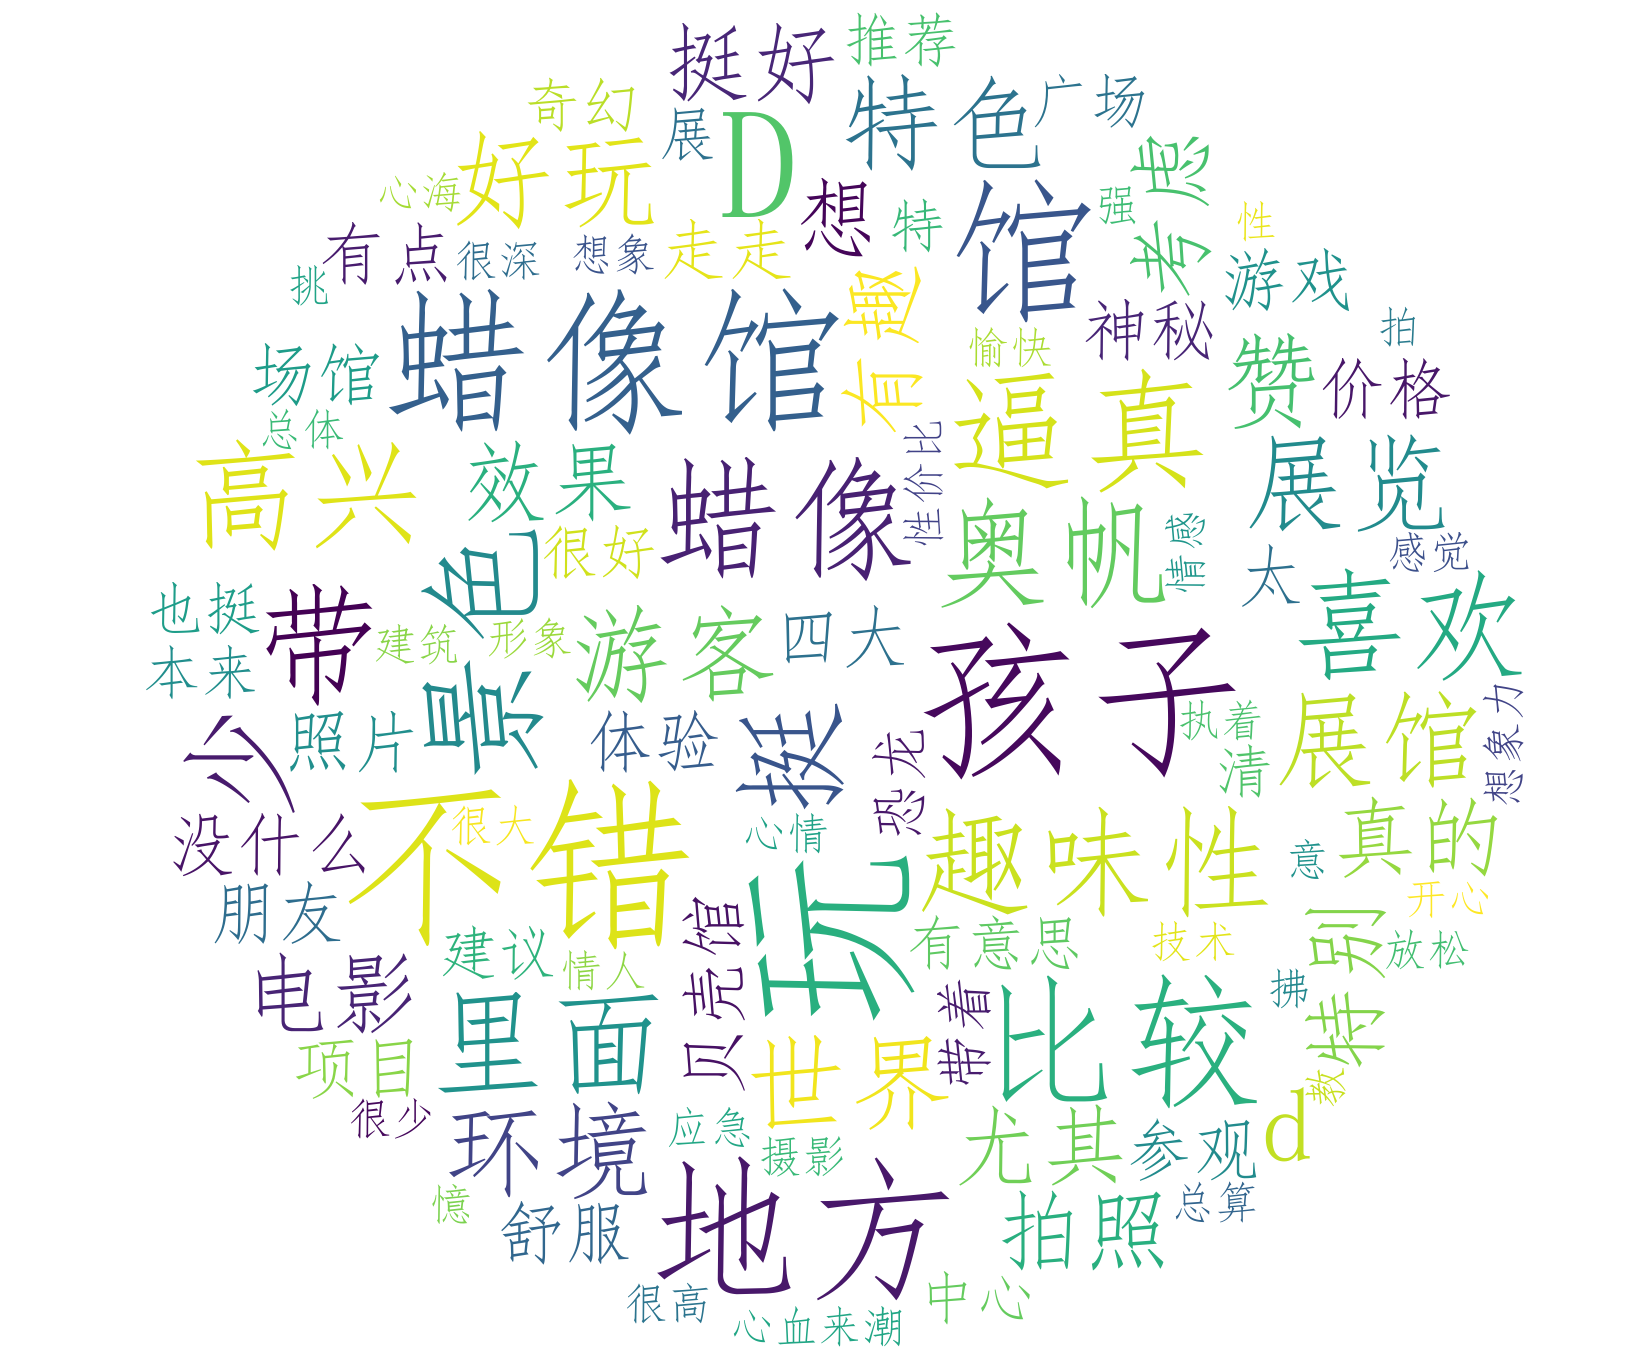 挺好
推荐
奇幻
展
D
特色
广场
好玩
心海
想
特
馆
强
考虑
性
有点
很深
想象
走走
挑
蜡像馆
有趣
愉快
神秘
游戏
拍
场馆
总体
逼真
赞
价格
高兴
效果
蜡像
性价比
奥帆
情感
展览
感觉
太
景色
很好
也挺
本来
带
建筑
形象
游客
四大
孩子
喜欢
少
照片
体验
挺
恐龙
执着
清
展馆
想象力
没什么
不错
很大
心情
趣味性
意
真的
朋友
建议
情人
贝壳馆
玩
有意思
技术
特别
开心
放松
电影
里面
带着
比较
拂
项目
很少
环境
世界
应急
摄影
尤其
参观
d
教
憶
舒服
地方
拍照
总算
很高
心血来潮
中心